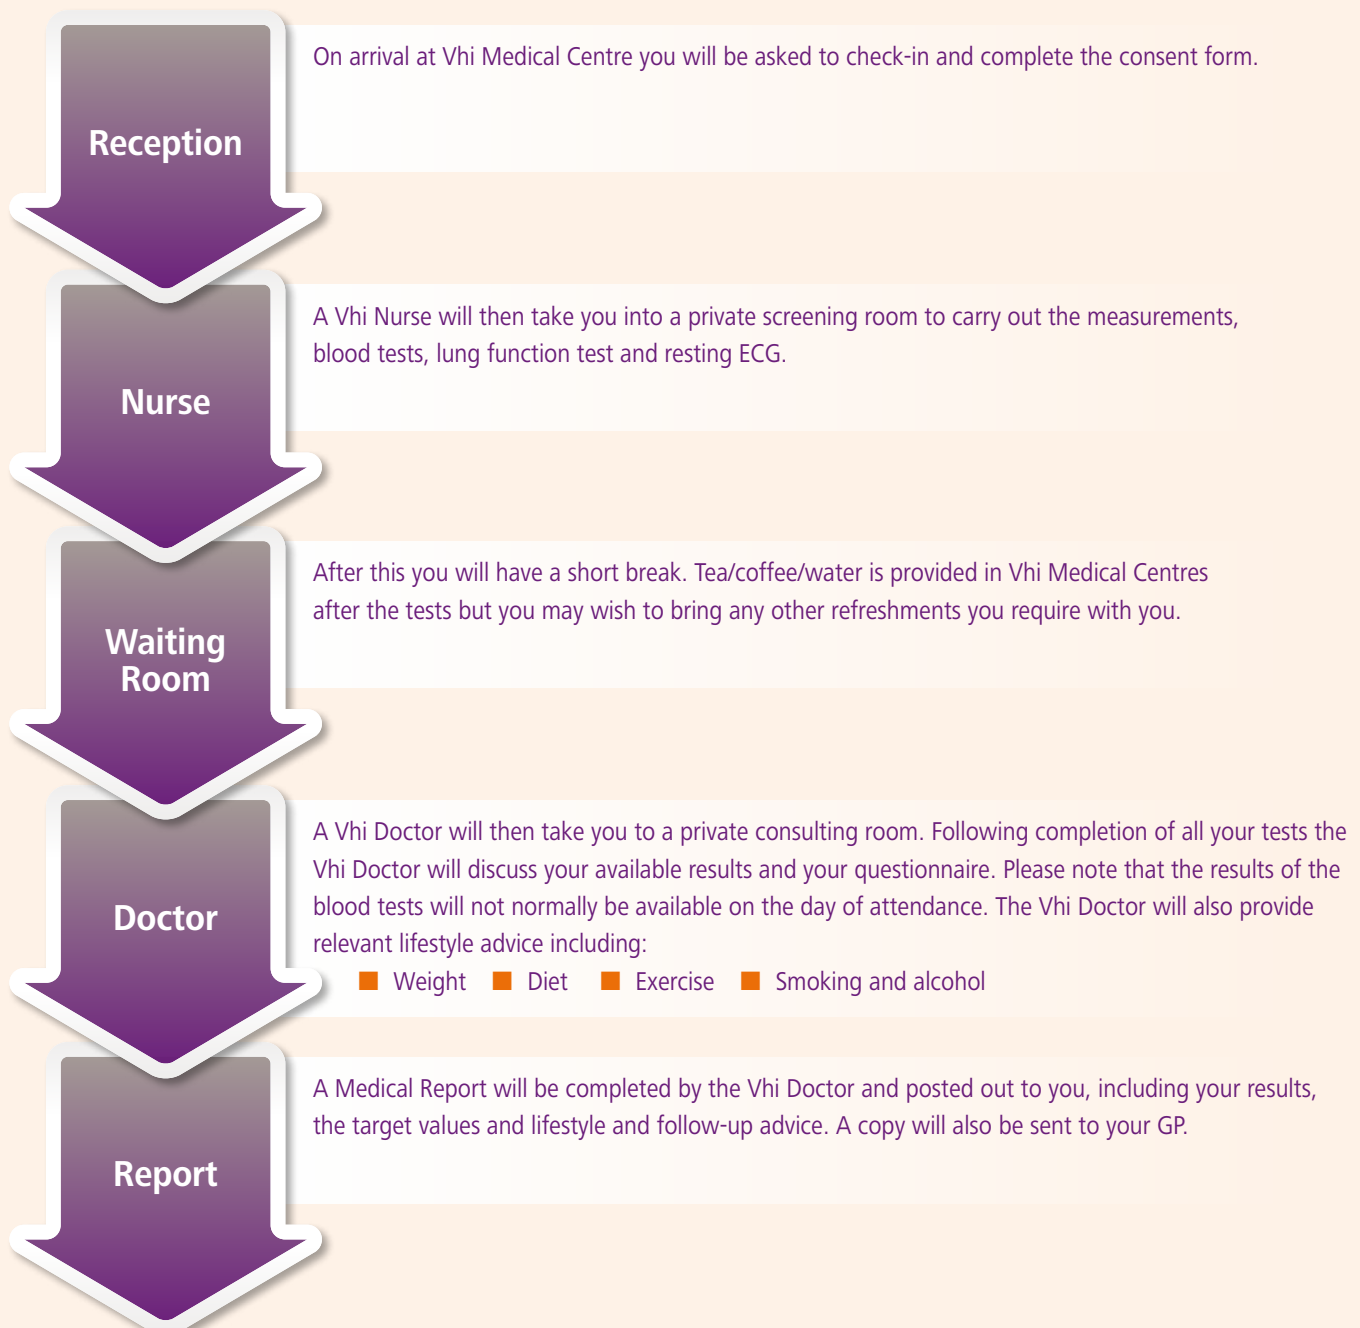 Reception
On arrival at Vhi Medical Centre you will be asked to check-in and complete the consent form.
Nurse
A Vhi Nurse will then take you into a private screening room to carry out the measurements,
blood tests, lung function test and resting ECG.
Waiting
Room
After this you will have a short break. Tea/coffee/water is provided in Vhi Medical Centres
after the tests but you may wish to bring any other refreshments you require with you.
Doctor
A Vhi Doctor will then take you to a private consulting room. Following completion of all your tests the
Vhi Doctor will discuss your available results and your questionnaire. Please note that the results of the
blood tests will not normally be available on the day of attendance. The Vhi Doctor will also provide
relevant lifestyle advice including:
■ Weight ■ Diet ■ Exercise ■ Smoking and alcohol
Report
A Medical Report will be completed by the Vhi Doctor and posted out to you, including your results,
the target values and lifestyle and follow-up advice. A copy will also be sent to your GP.